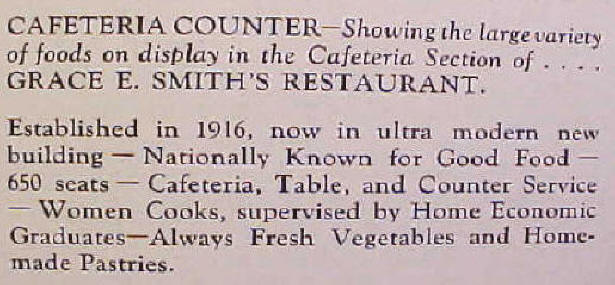 CAFETERIA COUNTER—Showing the large variety
of foods on display in the Cafeteria Section of . . . .
GRACE E. SMITH'S RESTAURANT.
Established in 1916, now in ultra modern new
building — Nationally Known for Good Food —
650 seats — Cafeteria, Table, and Counter Service
— Women Cooks, supervised by Home Economic
Graduates—Always Fresh Vegetables and Home-
made Pastries.